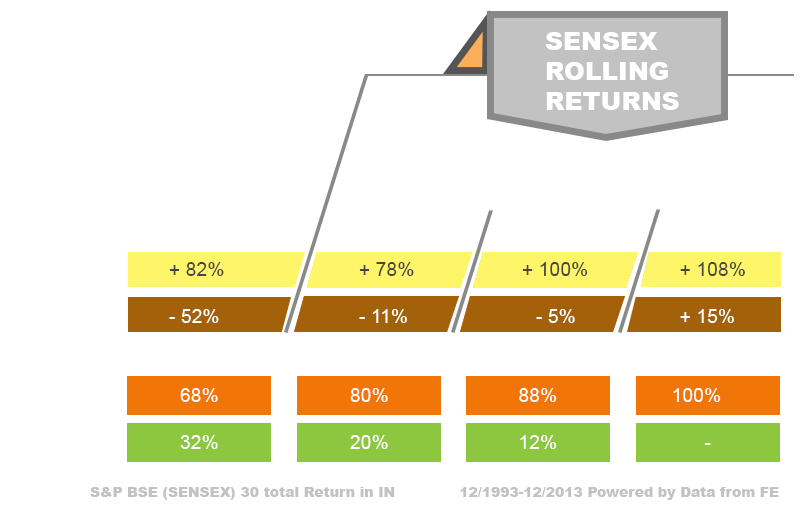 SENSEX
ROLLING
RETURNS
+ 82% + 78% + 100% + 108%
- 52% - 11% - 5% + 15%
68% 80% 88% 100%
32% 20% 12% -
S&P BSE (SENSEX) 30 total Return in IN 12/1993-12/2013 Powered by Data from FE